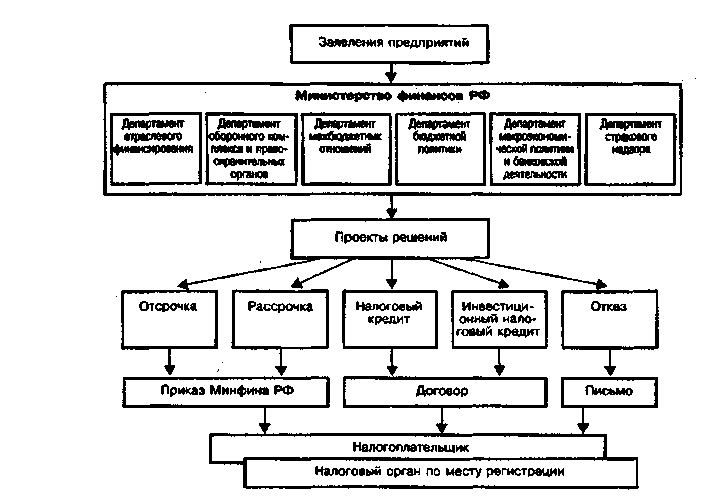 Заявления предприятий
Министерство финансов РФ
Департамент
отраслевого
финансирования
Департамент
оборонного ком-
плекса и право-
охранительных
органов
Департамент
межбюджетных
отношений
Департамент
бюджетной
политики
Департамент
макроэкономи-
ческой политики
и банковской
деятельности
Департамент
страхового
надзора
Проекты решений
Отсрочка
Рассрочка
Налоговый
кредит
Инвестици-
онный нало-
говый кредит
Отказ
Приказ Минфина РФ
Договор
Письмо
Налогоплательщик
Налоговый орган по месту регистрации